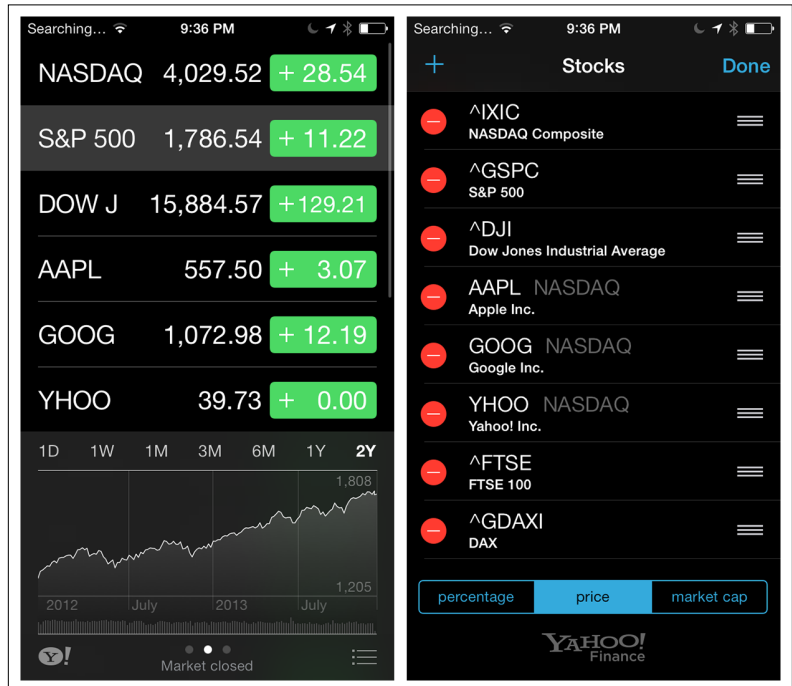 Searching... 9:36 PM
NASDAQ 4,029.52 + 28.54
S&P 500 1,786.54 + 11.22
DOW J 15,884.57 +129.21
AAPL 557.50 + 3.07
GOOG 1,072.98 + 12.19
YHOO 39.73 + 0.00
1D 1W 1M 3M 6M 1Y 2Y
1,808
1,205
2012 July 2013 July
Y!
Market closed
Searching... 9:36 PM
+ Stocks Done
^IXIC
NASDAQ Composite
^GSPC
S&P 500
^DJI
Dow Jones Industrial Average
AAPL NASDAQ
Apple Inc.
GOOG NASDAQ
Google Inc.
YHOO NASDAQ
Yahoo! Inc.
^FTSE
FTSE 100
^GDAXI
DAX
percentage price market cap
YAHOO!
Finance